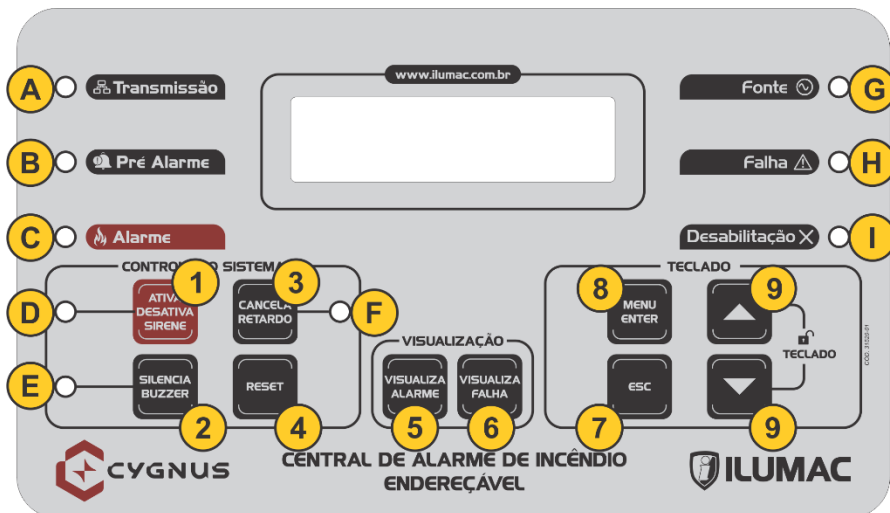 www.ilumac.com.br
A
Transmissão
Fonte
G
B
Pré Alarme
Falha
H
C
Alarme
Desabilitação
I
TECLADO
1
3
8
9
D
ATIVA
DESATIVA
SIRENE
CANCELA
RETARDO
F
MENU
ENTER
TECLADO
VISUALIZAÇÃO
E
SILENCIA
BUZZER
RESET
VISUALIZA
ALARME
VISUALIZA
FALHA
ESC
2
4
5
6
7
9
CYGNUS
CENTRAL DE ALARME DE INCÊNDIO
ENDEREÇÁVEL
ILUMAC